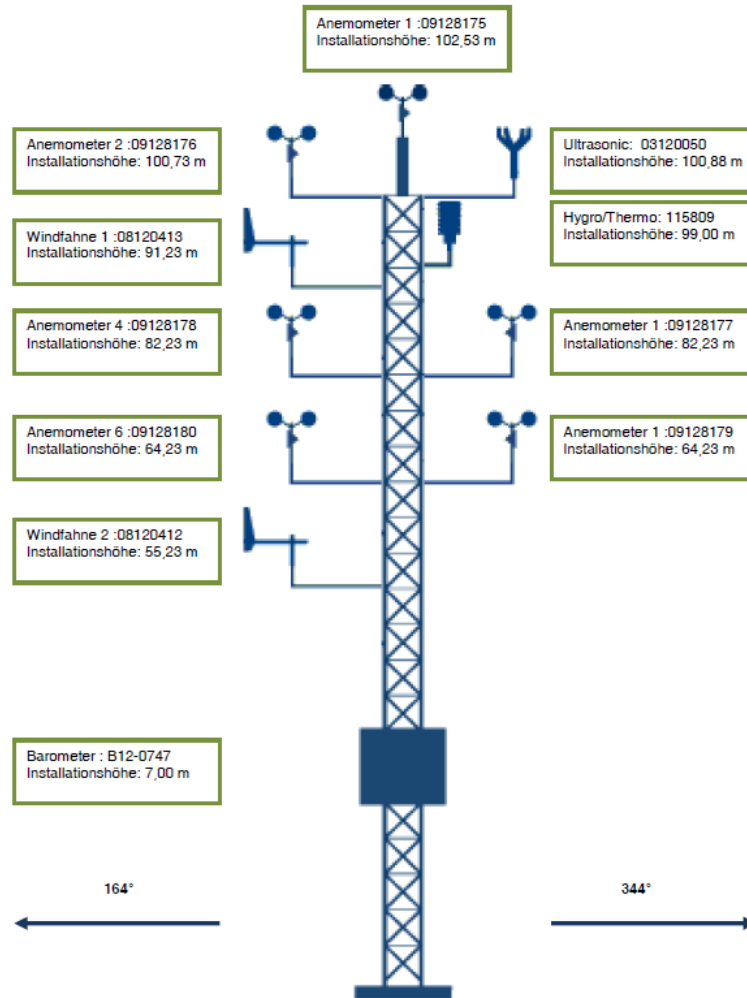 Anemometer 1 :09128175
Installationshöhe: 102,53 m
Anemometer 2 :09128176
Installationshöhe: 100,73 m
Ultrasonic: 03120050
Installationshöhe: 100,88 m
Hygro/Thermo: 115809
Installationshöhe: 99,00 m
Windfahne 1 :08120413
Installationshöhe: 91,23 m
Anemometer 4 :09128178
Installationshöhe: 82,23 m
Anemometer 1 :09128177
Installationshöhe: 82,23 m
Anemometer 6 :09128180
Installationshöhe: 64,23 m
Anemometer 1 :09128179
Installationshöhe: 64,23 m
Windfahne 2 :08120412
Installationshöhe: 55,23 m
Barometer : B12-0747
Installationshöhe: 7,00 m
164°
344°